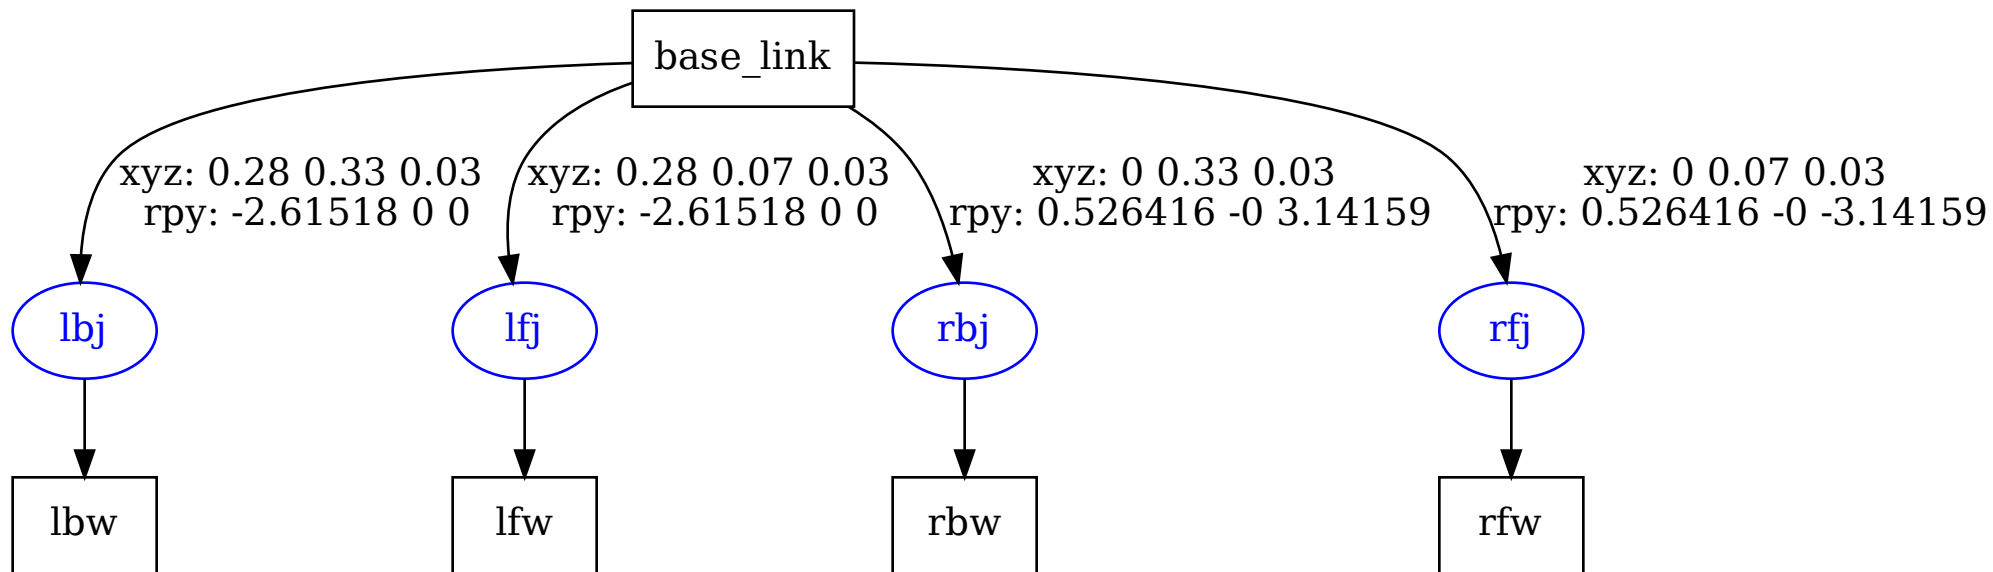 base_link
xyz: 0.28 0.33 0.03
rpy: -2.61518 0 0
xyz: 0.28 0.07 0.03
rpy: -2.61518 0 0
xyz: 0 0.33 0.03
rpy: 0.526416 -0 3.14159
xyz: 0 0.07 0.03
rpy: 0.526416 -0 -3.14159
lbj
lfj
rbj
rfj
lbw
lfw
rbw
rfw